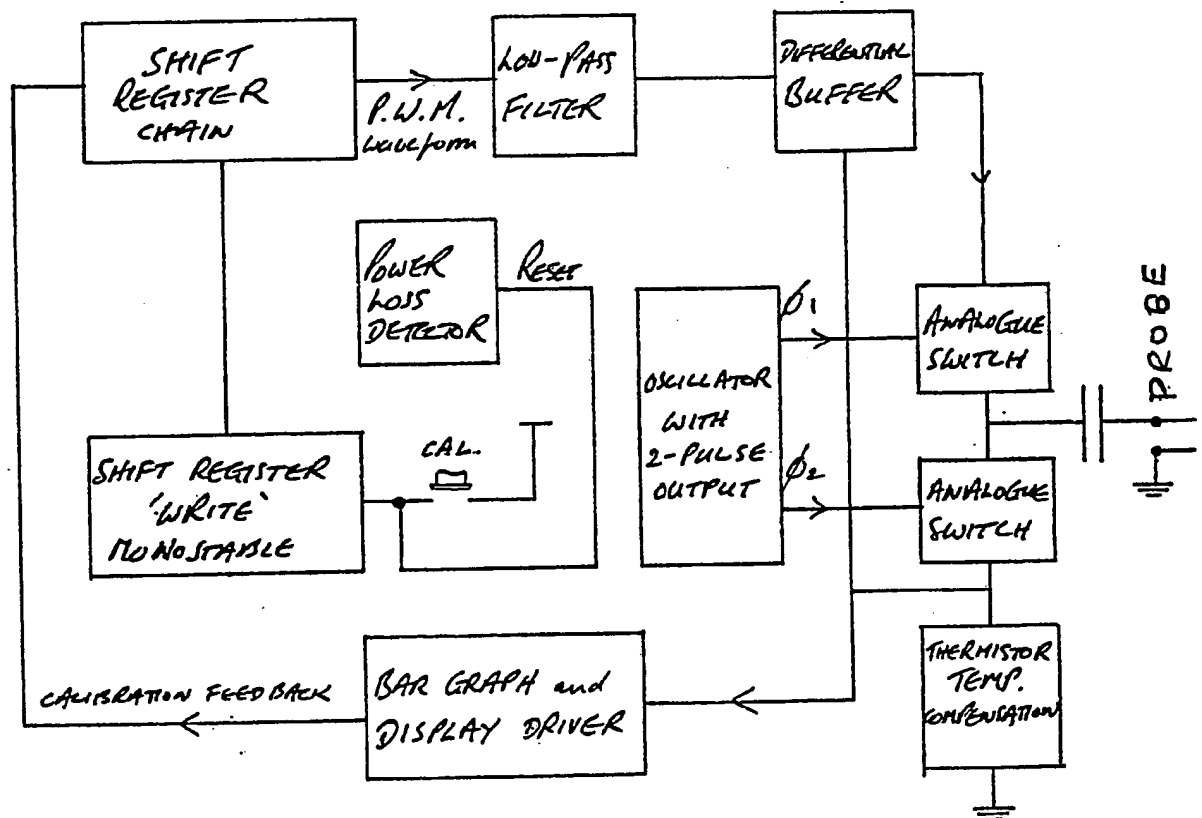 SHIFT
REGISTER
CHAIN
P.W.M.
waveform
LOW-PASS
FILTER
DIFFERENTIAL
BUFFER
POWER
LOSS
DETECTOR
RESET
OSCILLATOR
WITH
2-PULSE
OUTPUT
φ1
φ2
ANALOGUE
SWITCH
PROBE
SHIFT REGISTER
'WRITE'
MONOSTABLE
CAL.
ANALOGUE
SWITCH
CALIBRATION FEEDBACK
BAR GRAPH and
DISPLAY DRIVER
THERMISTOR
TEMP.
COMPENSATION